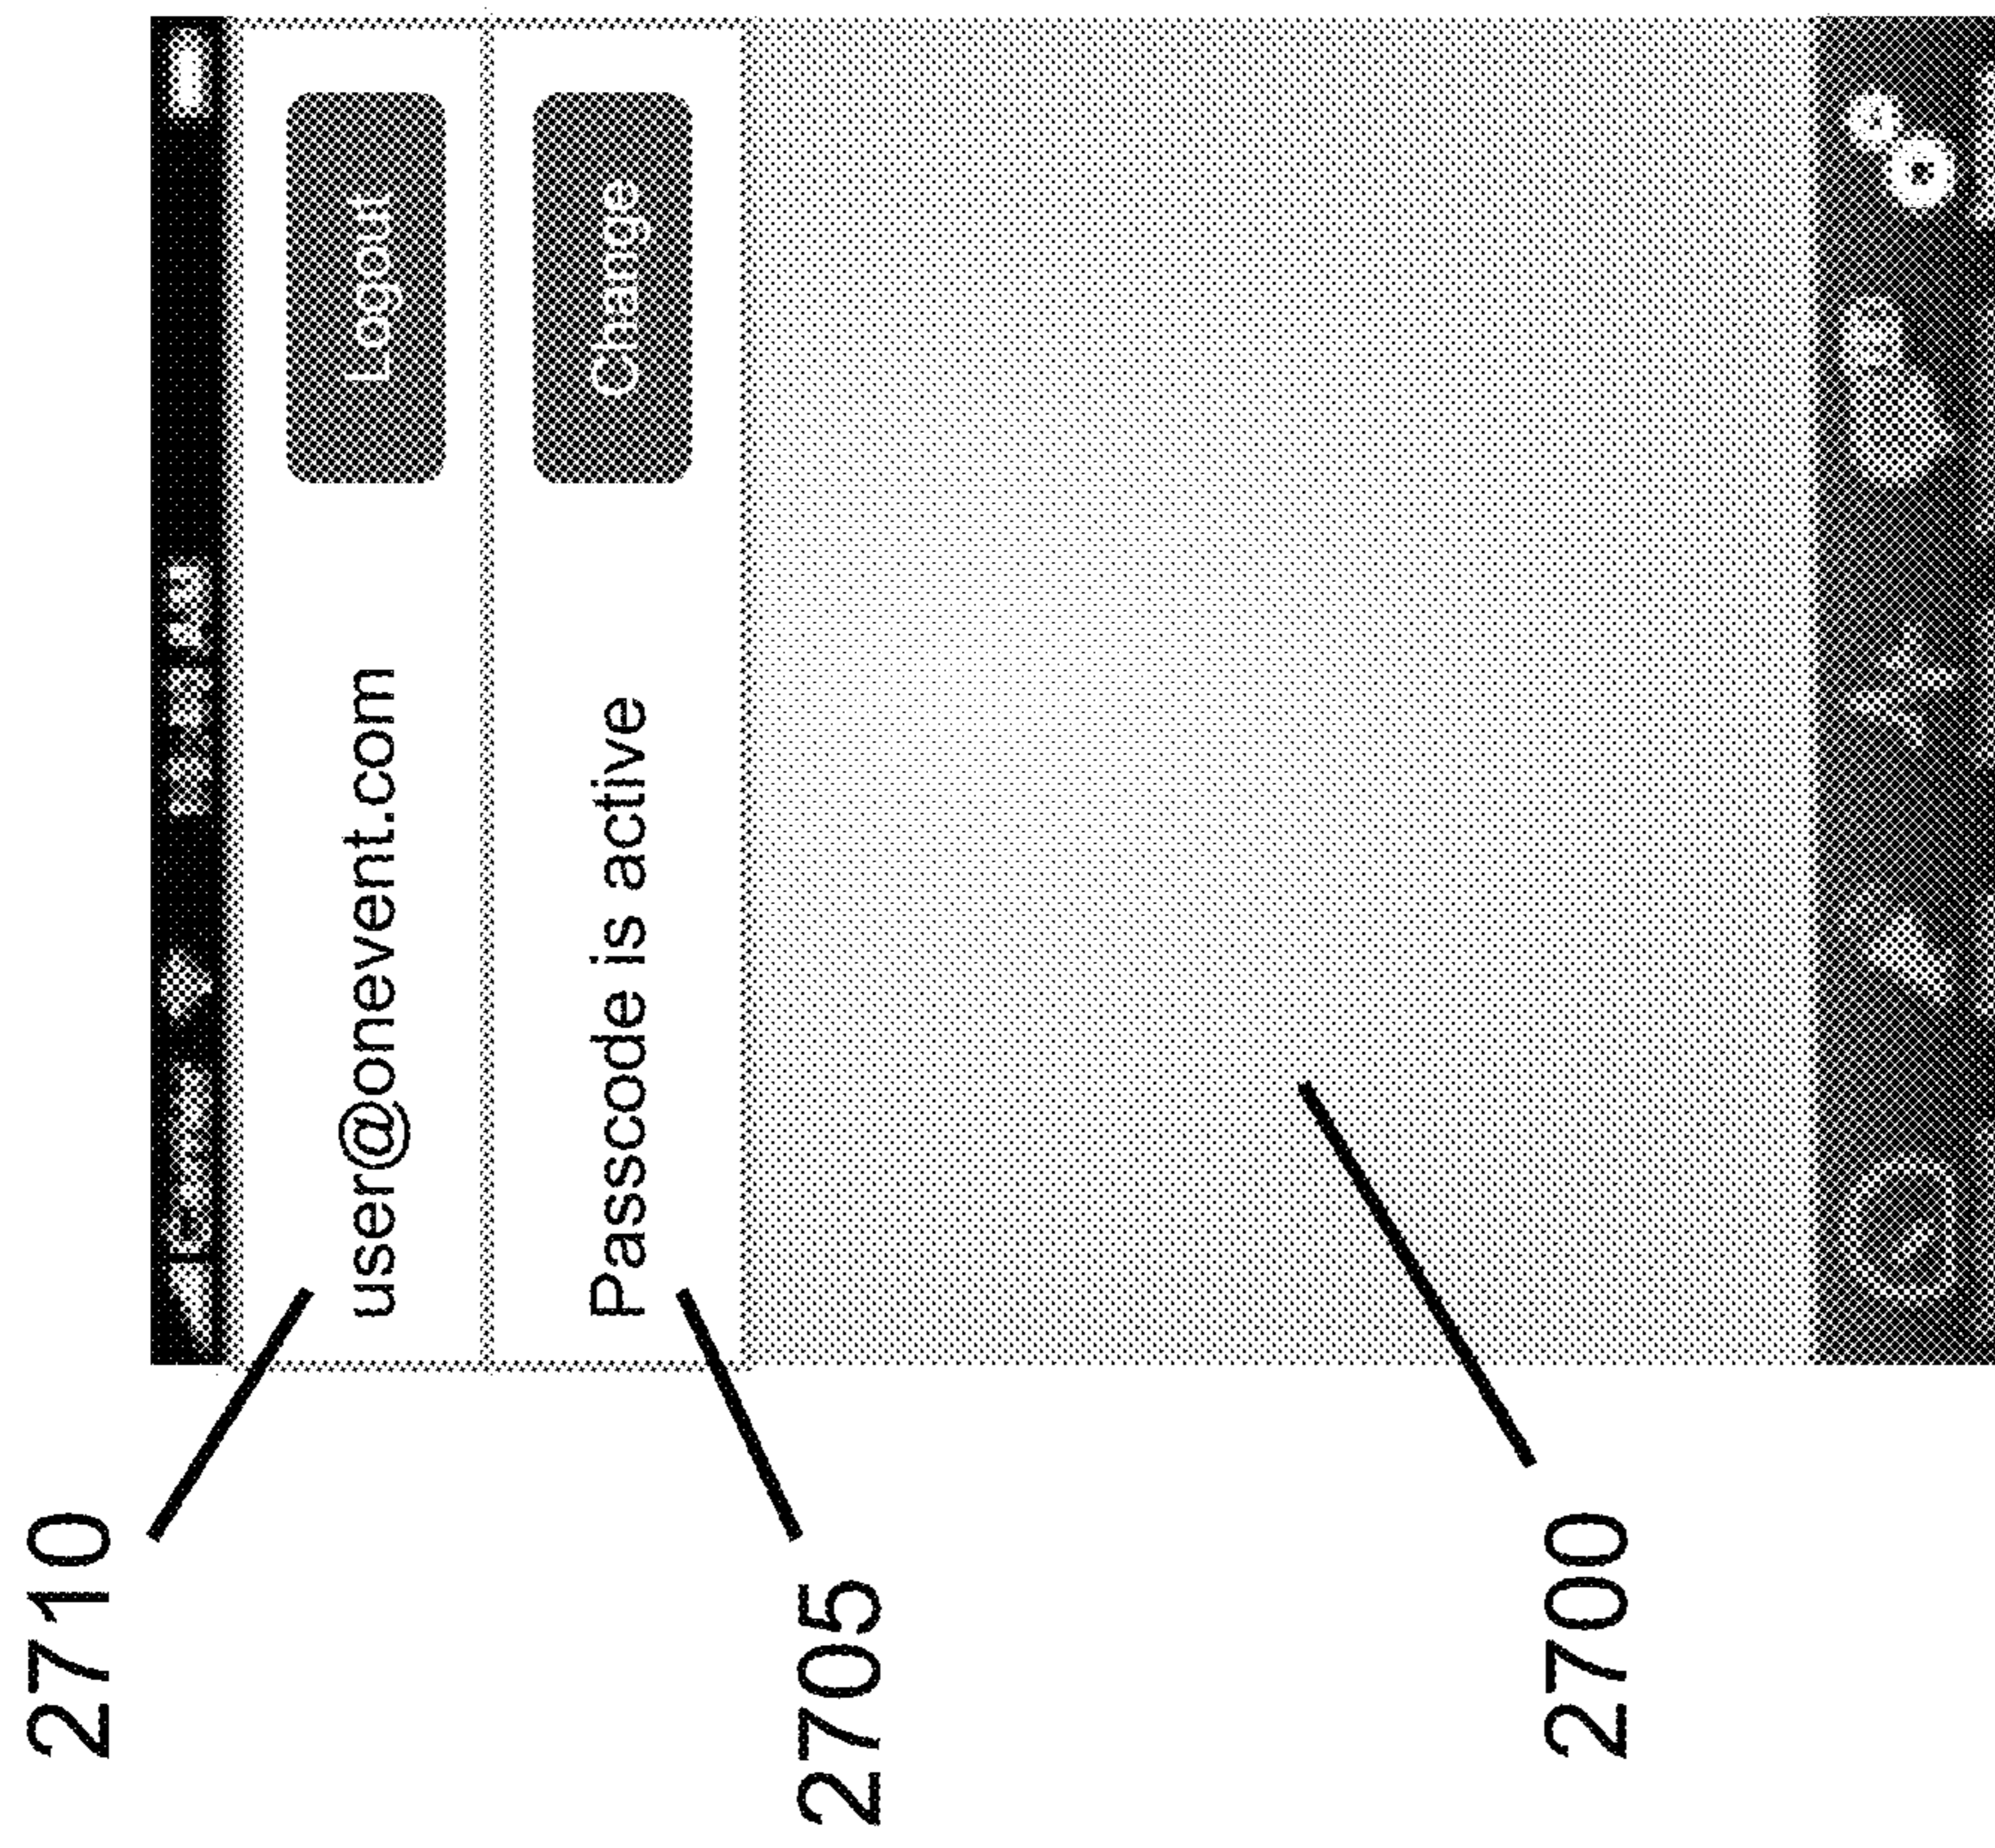 2710
user@onevent.com
Logout
2705
Passcode is active
Change
2700